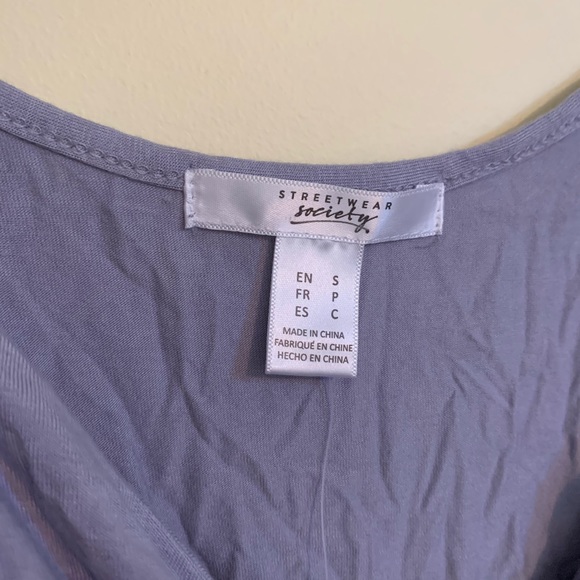 STREETWEAR
society
EN S
FR P
ES C
MADE IN CHINA
FABRIQUÉ EN CHINE
HECHO EN CHINA